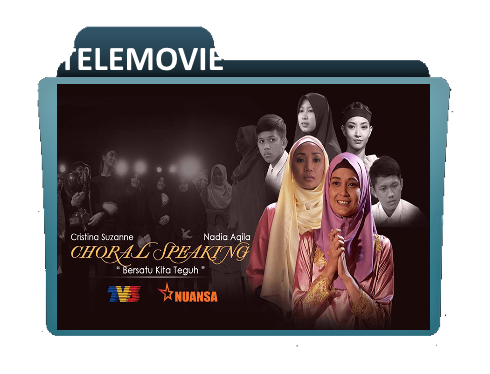 TELEMOVIE
Cristina Suzanne Nadia Aqila
CHORAL SPEAKING
" Bersatu Kita Teguh "
TV3 NUANSA